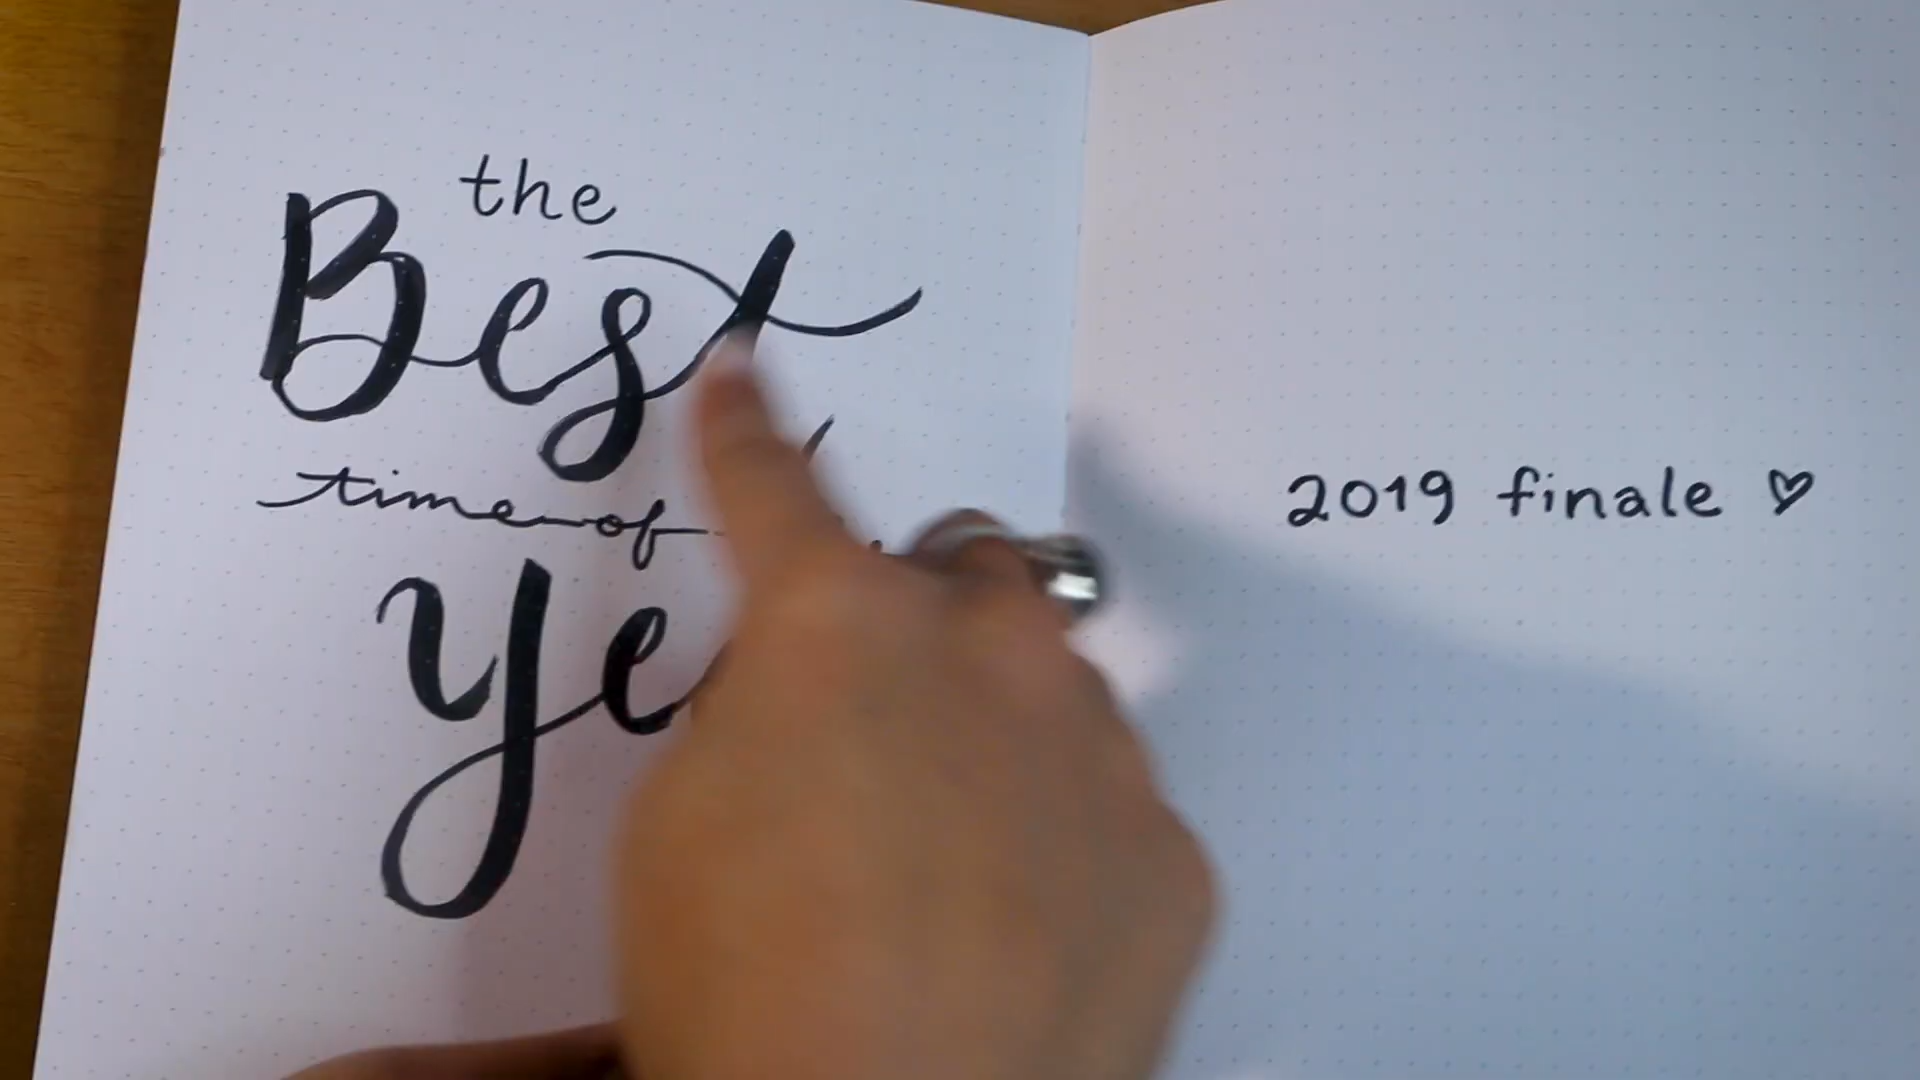 the
Best
time of
Ye
2019 finale ♡